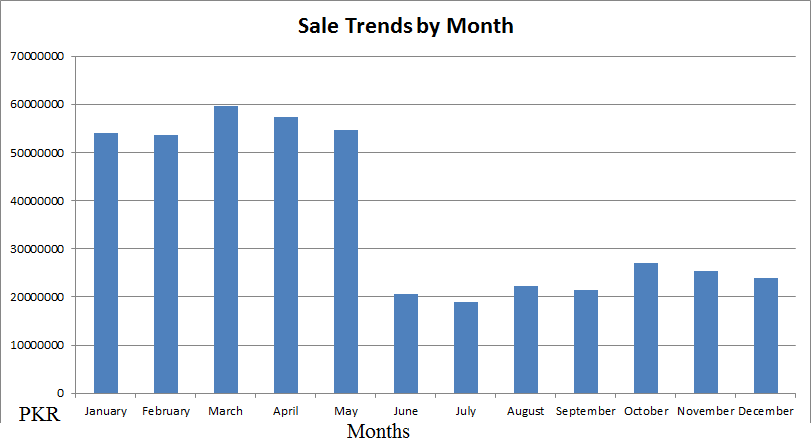 Sale Trends by Month
70000000
60000000
50000000
40000000
30000000
20000000
10000000
0
PKR January February March April May June July August September October November December
Months